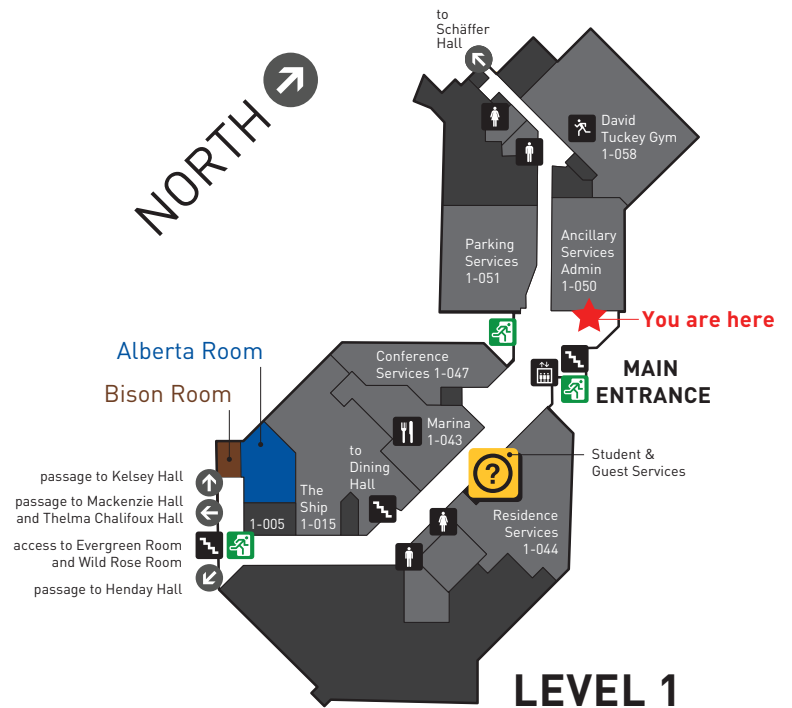 to
Schäffer
Hall
NORTH
David
Tuckey Gym
1-058
Parking
Services
1-051
Ancillary
Services
Admin
1-050
You are here
MAIN
ENTRANCE
Alberta Room
Bison Room
Conference
Services 1-047
Marina
1-043
to
Dining
Hall
?
Student &
Guest Services
passage to Kelsey Hall
passage to Mackenzie Hall
and Thelma Chalifoux Hall
access to Evergreen Room
and Wild Rose Room
passage to Henday Hall
1-005
The
Ship
1-015
Residence
Services
1-044
LEVEL 1